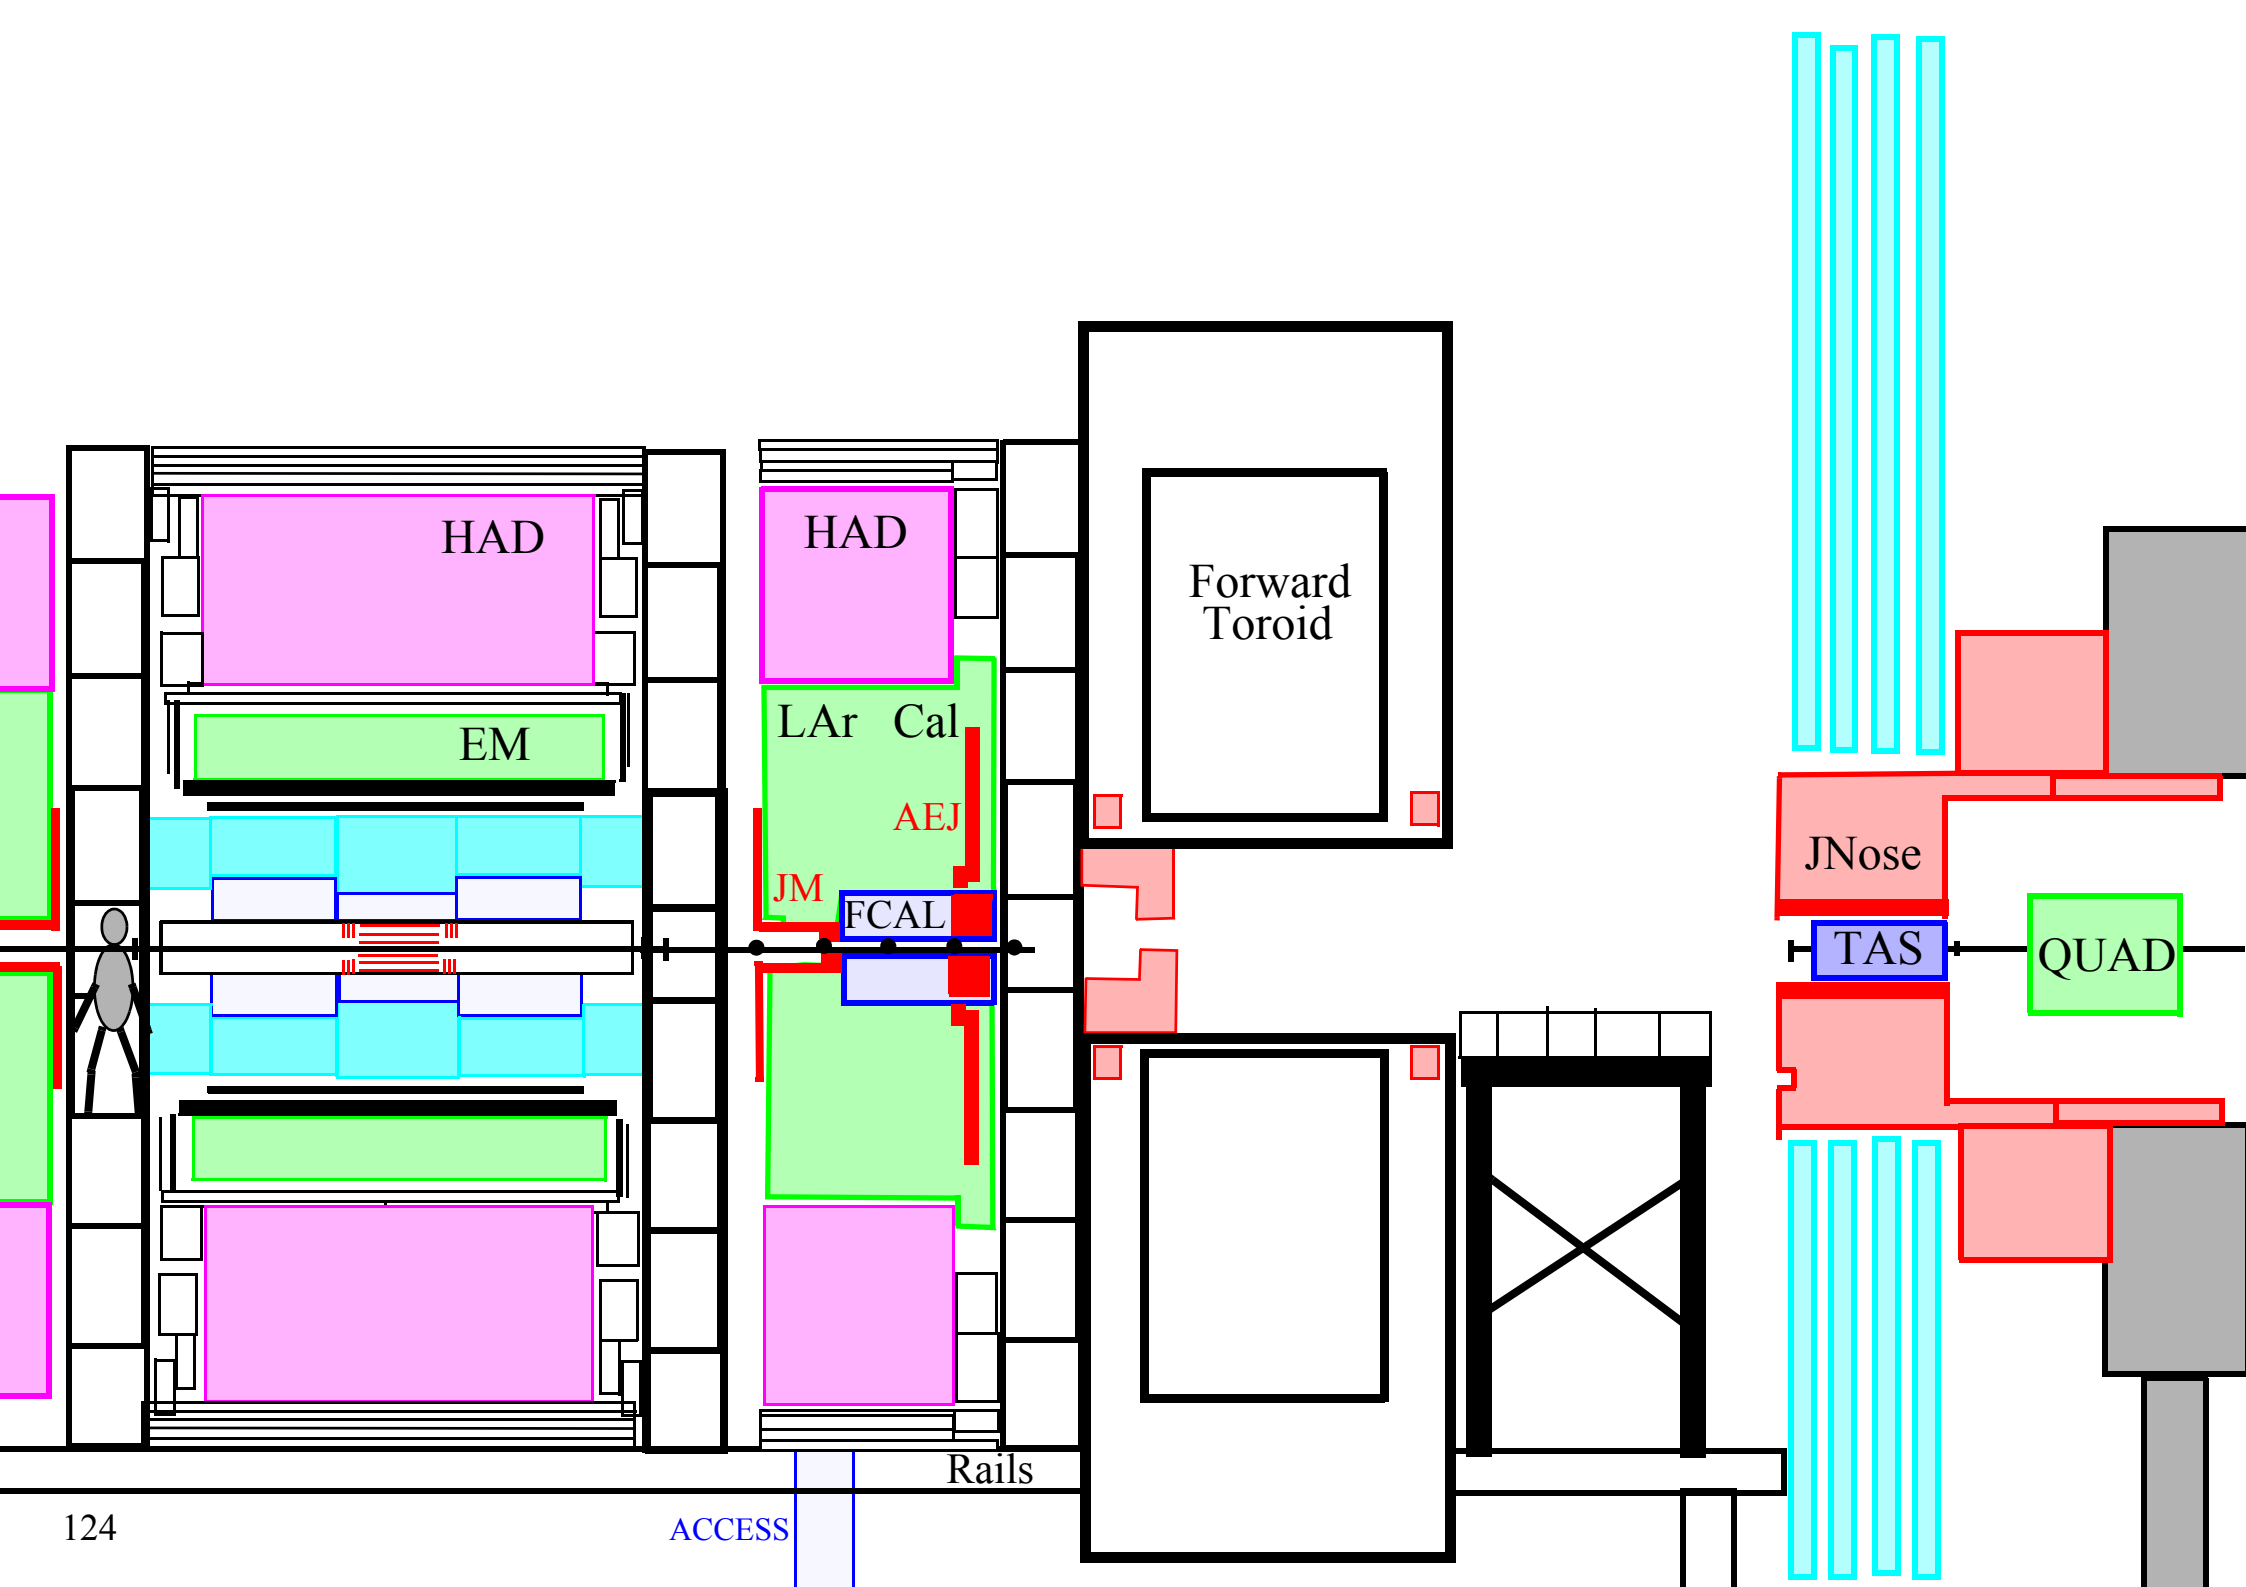 HAD
HAD
Forward
Toroid
LAr Cal
EM
AEJ
JNose
JM
FCAL
TAS
QUAD
Rails
124
ACCESS